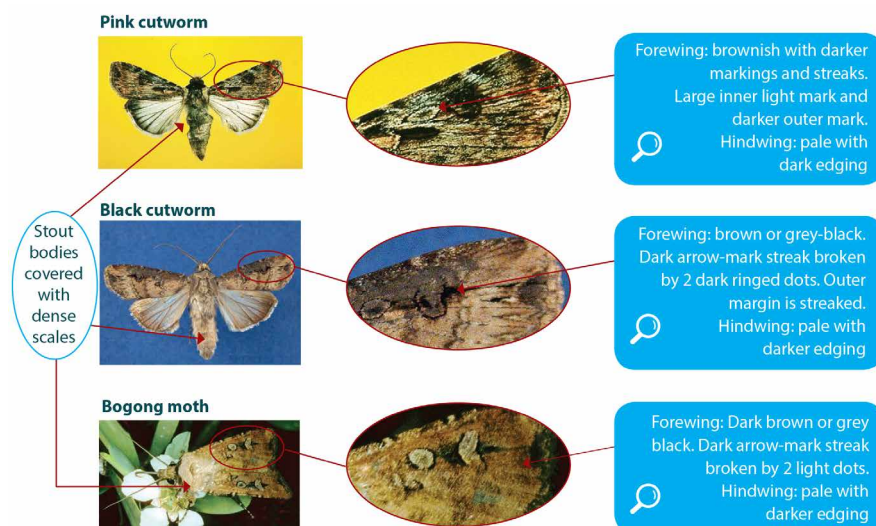 Pink cutworm
Forewing: brownish with darker
markings and streaks.
Large inner light mark and
darker outer mark.
Hindwing: pale with
dark edging
Stout
bodies
covered
with
dense
scales
Black cutworm
Forewing: brown or grey-black.
Dark arrow-mark streak broken
by 2 dark ringed dots. Outer
margin is streaked.
Hindwing: pale with
darker edging
Bogong moth
Forewing: Dark brown or grey
black. Dark arrow-mark streak
broken by 2 light dots.
Hindwing: pale with
darker edging